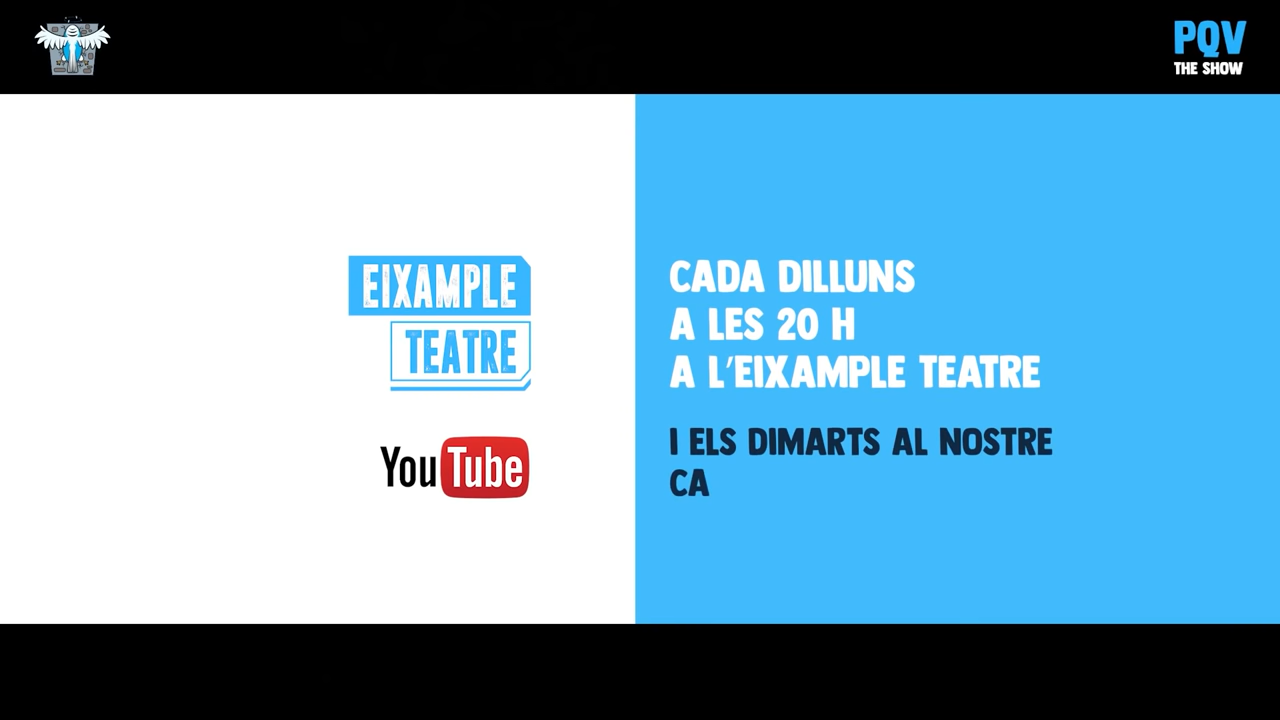 PQV
THE SHOW
EIXAMPLE
TEATRE
YouTube
CADA DILLUNS
A LES 20 H
A L'EIXAMPLE TEATRE
I ELS DIMARTS AL NOSTRE
CA